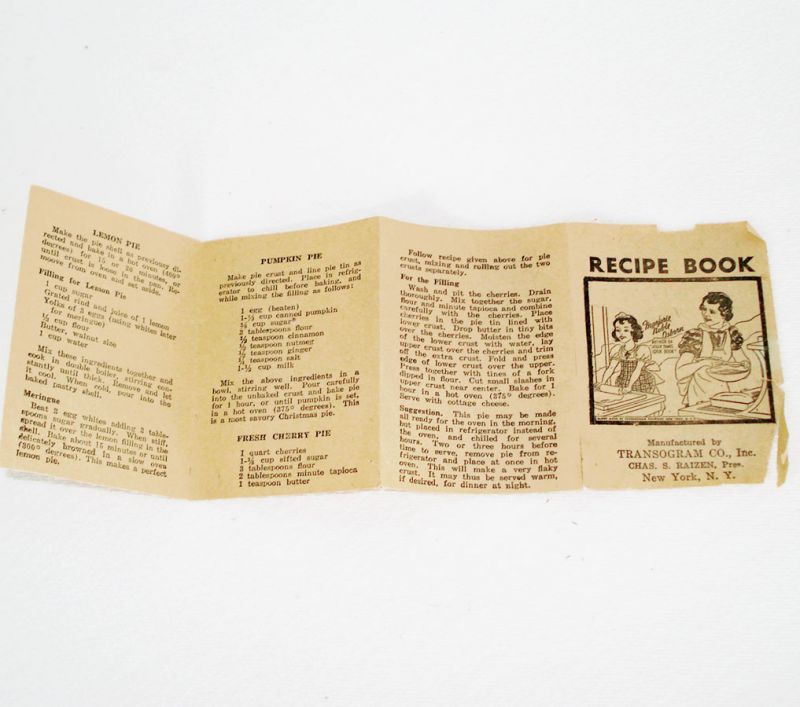 LEMON PIE
Make the pie shell as previously di-
rected and bake in a hot oven (400°
degrees) for 15 or 20 minutes, or
until crust is loose in the pan. Re-
move from oven and set aside.
Filling for Lemon Pie
1 cup sugar
Grated rind and juice of 1 lemon
Yolks of 3 eggs (using whites later
for meringue)
cup flour
Butter, walnut size
1 cup water
Mix these ingredients together and
cook in double boiler, stirring con-
stantly until thick. Remove and let
it cool. When cold, pour into the
baked pastry shell.
Meringue
Beat 3 egg whites adding 3 table-
spoons sugar gradually. When stiff,
spread it over the lemon filling in the
shell. Bake about 15 minutes or until
delicately browned in a slow oven
(300° degrees). This makes a perfect
lemon pie.
PUMPKIN PIE
Make pie crust and line pie tin as
previously directed. Place in refrig-
erator to chill before baking, and
while mixing the filling as follows:
1 egg (beaten)
1-½ cup canned pumpkin
cup sugar
3 tablespoons flour
teaspoon cinnamon
teaspoon nutmeg
teaspoon ginger
teaspoon salt
1-½ cup milk
Mix the above ingredients in a
bowl, stirring well. Pour carefully
into the unbaked crust and bake pie
for 1 hour, or until pumpkin is set,
in a hot oven (375° degrees). This
is a most savory Christmas pie.
FRESH CHERRY PIE
1 quart cherries
1-½ cup sifted sugar
3 tablespoons flour
2 tablespoons minute tapioca
1 teaspoon butter
Follow recipe given above for pie
crust, mixing and rolling out the two
crusts separately.
For the Filling
Wash and pit the cherries. Drain
thoroughly. Mix together the sugar,
flour and minute tapioca and combine
carefully with the cherries. Place
cherries in the pie tin lined with
lower crust. Drop butter in tiny bits
over the cherries. Moisten the edge
of the lower crust with water, lay
upper crust over the cherries and trim
off the extra crust. Fold and press
edge of lower crust over the upper.
Press together with tines of a fork
dipped in flour. Cut small slashes in
upper crust near center. Bake for 1
hour in a hot oven (375° degrees).
Serve with cottage cheese.
Suggestion. This pie may be made
all ready for the oven in the morning,
but placed in refrigerator instead of
the oven, and chilled for several
hours. Two or three hours before
time to serve, remove pie from re-
frigerator and place at once in hot
oven. This will make a very flaky
crust. It may thus be served warm,
if desired, for dinner at night.
RECIPE BOOK
Manufactured by
TRANSOGRAM CO., Inc.
CHAS. S. RAIZEN, Pres.
New York, N. Y.